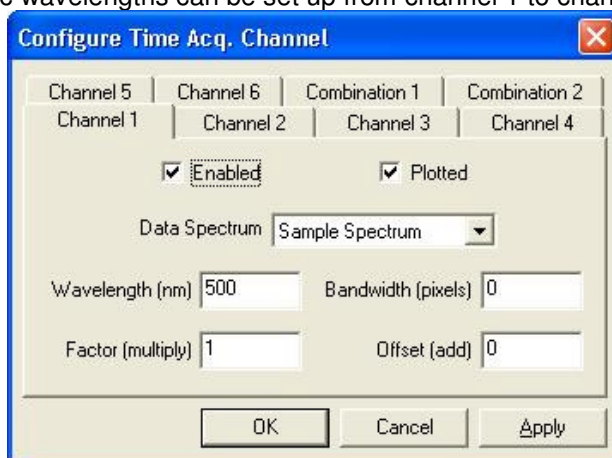 wavelengths can be set up from channel 1 to
Configure Time Acq. Channel
Channel 5 Channel 6 Combination 1 Combination 2
Channel 1 Channel 2 Channel 3 Channel 4
Enabled Plotted
Data Spectrum Sample Spectrum
Wavelength (nm) 500 Bandwidth (pixels) 0
Factor (multiply) 1 Offset (add) 0
OK Cancel Apply